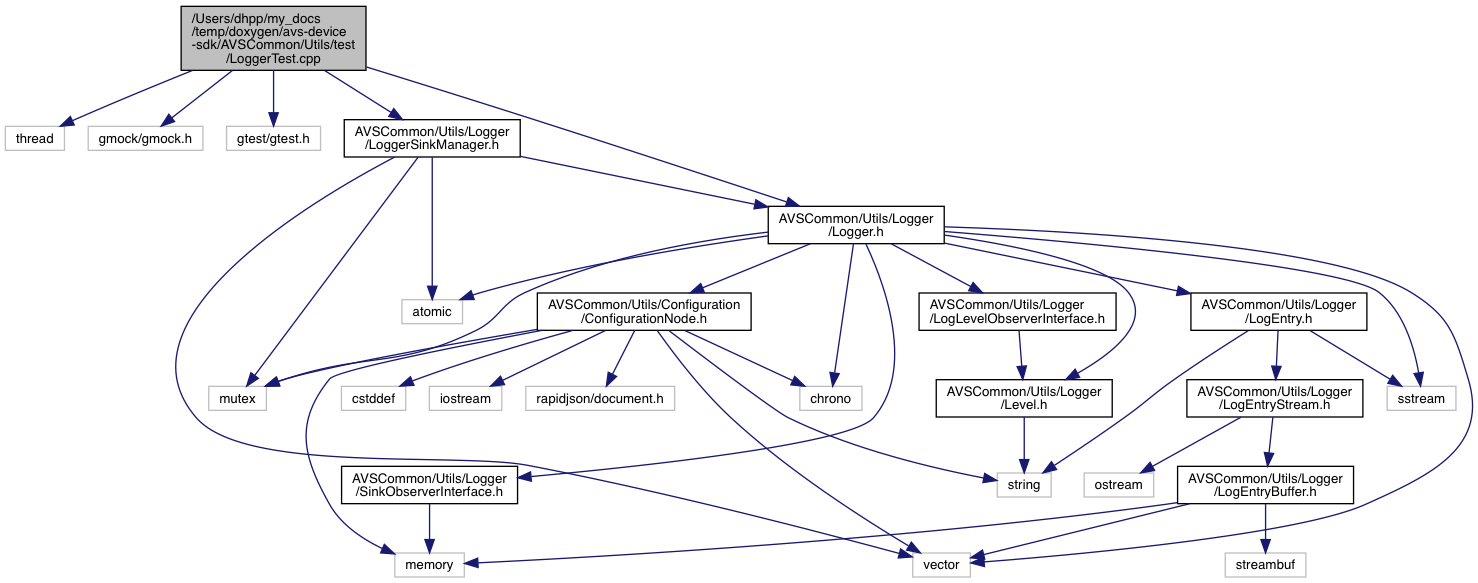 /Users/dhpp/my_docs
/temp/doxygen/avs-device
-sdk/AVSCommon/Utils/test
/LoggerTest.cpp
thread
gmock/gmock.h
gtest/gtest.h
AVSCommon/Utils/Logger
/LoggerSinkManager.h
AVSCommon/Utils/Logger
/Logger.h
atomic
AVSCommon/Utils/Configuration
/ConfigurationNode.h
AVSCommon/Utils/Logger
/LogLevelObserverInterface.h
AVSCommon/Utils/Logger
/LogEntry.h
mutex
cstddef
iostream
rapidjson/document.h
chrono
AVSCommon/Utils/Logger
/Level.h
AVSCommon/Utils/Logger
/LogEntryStream.h
sstream
AVSCommon/Utils/Logger
/SinkObserverInterface.h
string
ostream
AVSCommon/Utils/Logger
/LogEntryBuffer.h
memory
vector
streambuf